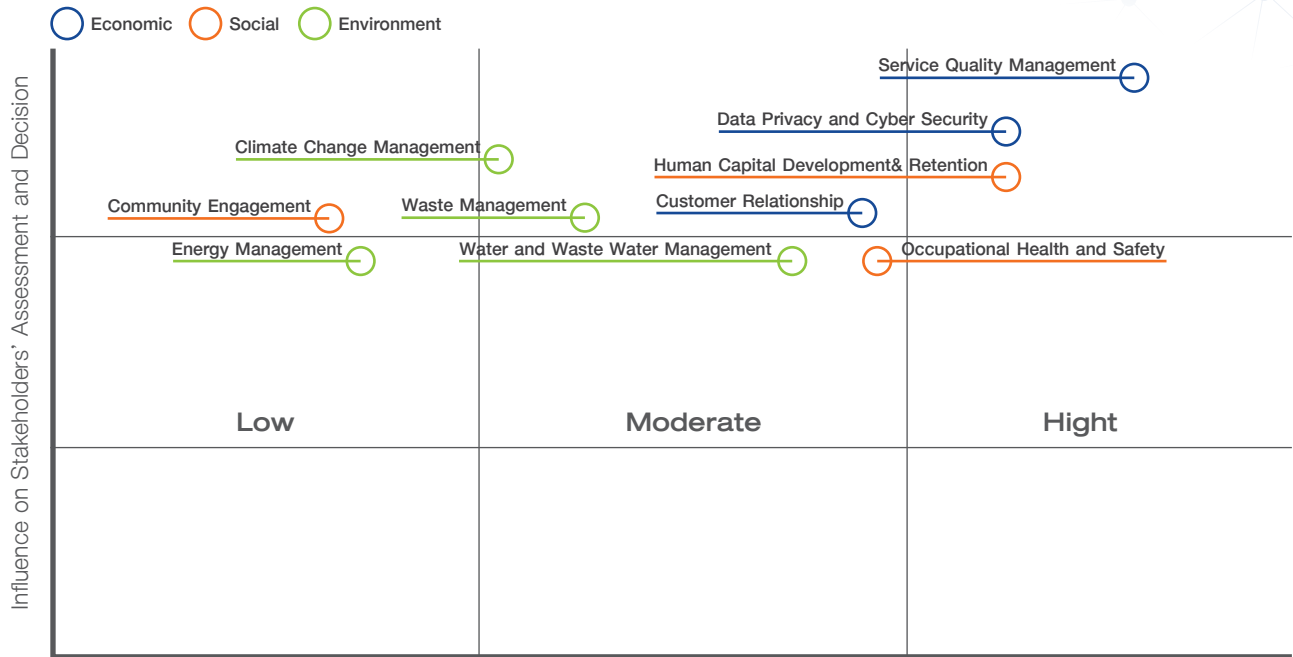 Economic Social Environment
Influence on Stakeholders’ Assessment and Decision
Service Quality Management
Data Privacy and Cyber Security
Climate Change Management
Human Capital Development& Retention
Community Engagement
Waste Management
Customer Relationship
Energy Management
Water and Waste Water Management
Occupational Health and Safety
Low
Moderate
Hight